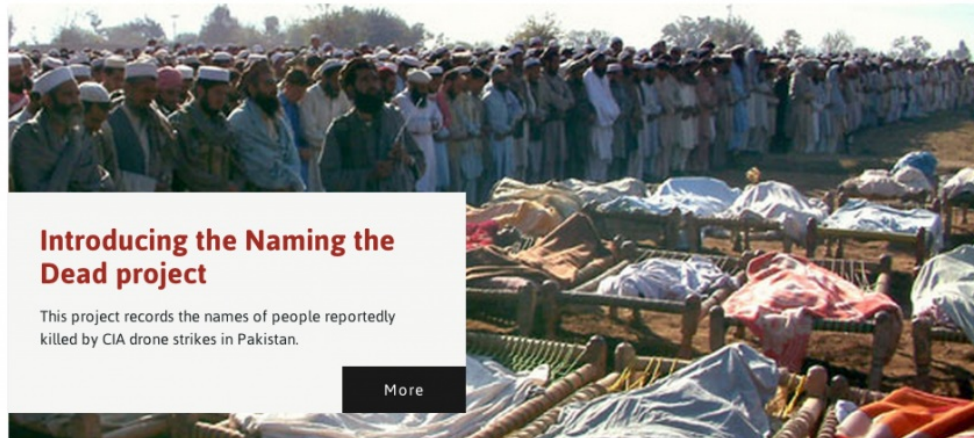 Introducing the Naming the
Dead project
This project records the names of people reportedly
killed by CIA drone strikes in Pakistan.
More